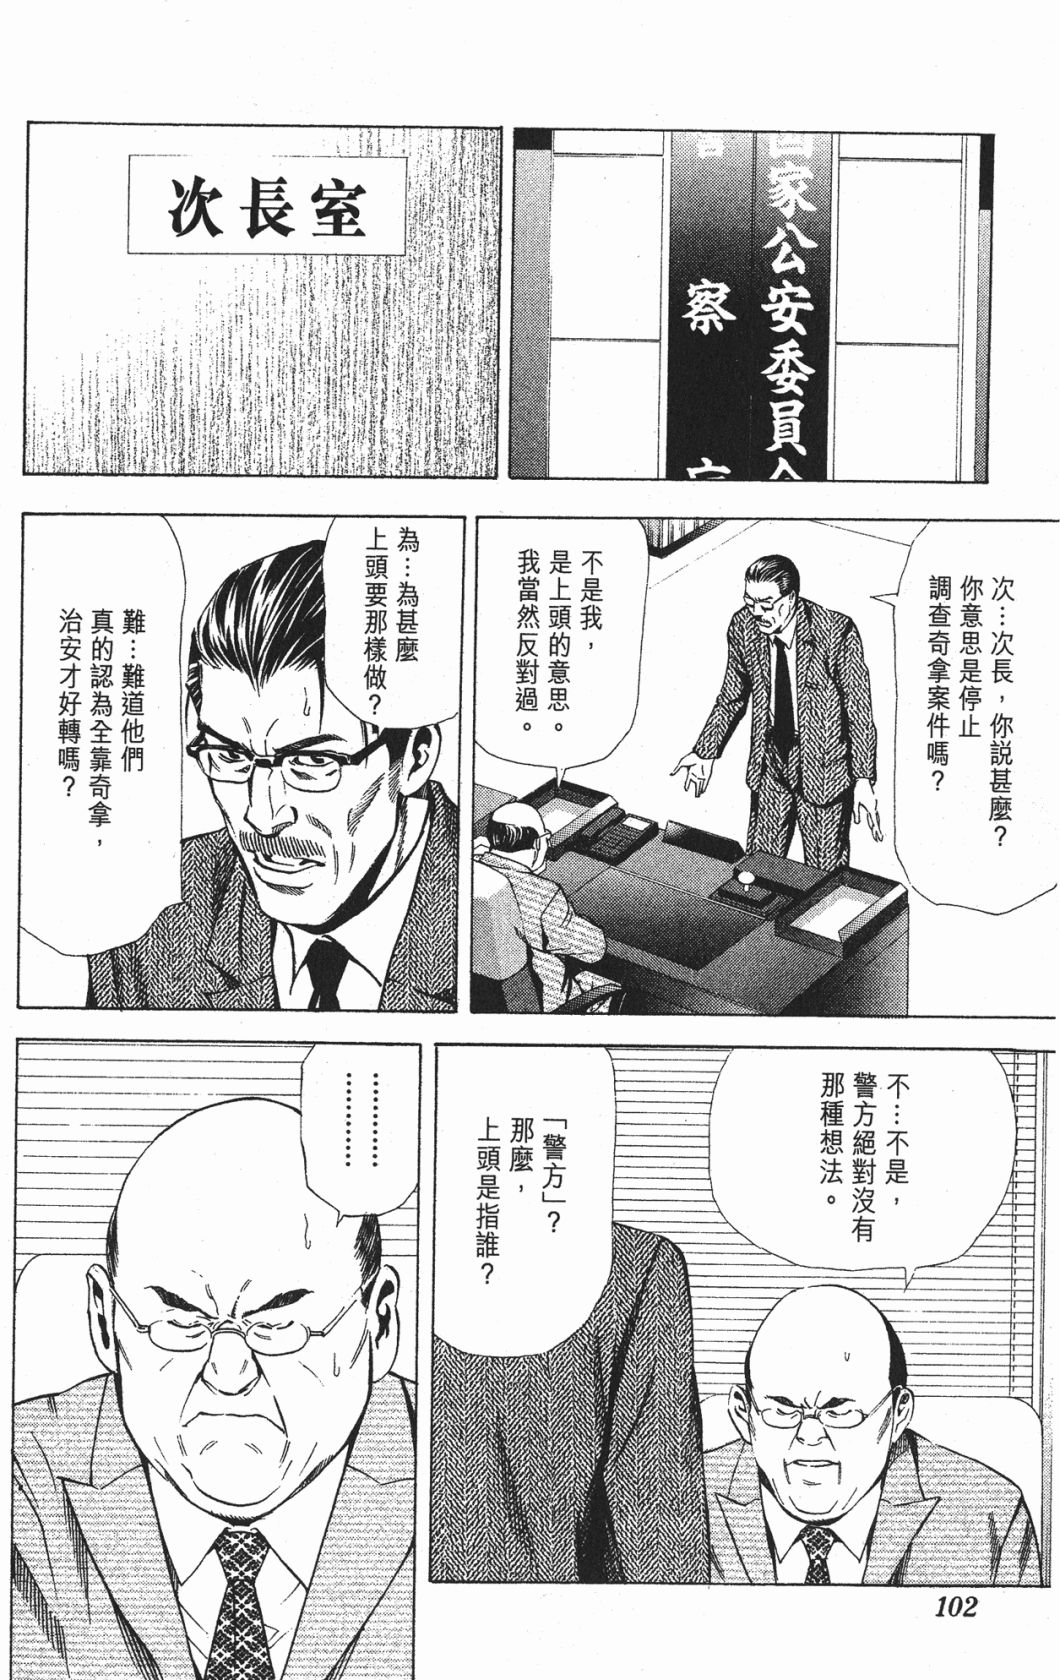 國家公安委員會
警察官
次長室
次…次長，你說甚麼？
你意思是停止
調查奇拿案件嗎？
不是我，
是上頭的意思。
我當然反對過。
為…為甚麼
上頭要那樣做？
難…難道他們
真的認為全靠奇拿，
治安才好轉嗎？
不…不是，
警方絕對沒有
那種想法。
「警方」？
那麼，
上頭是指誰？
…………
…………
102